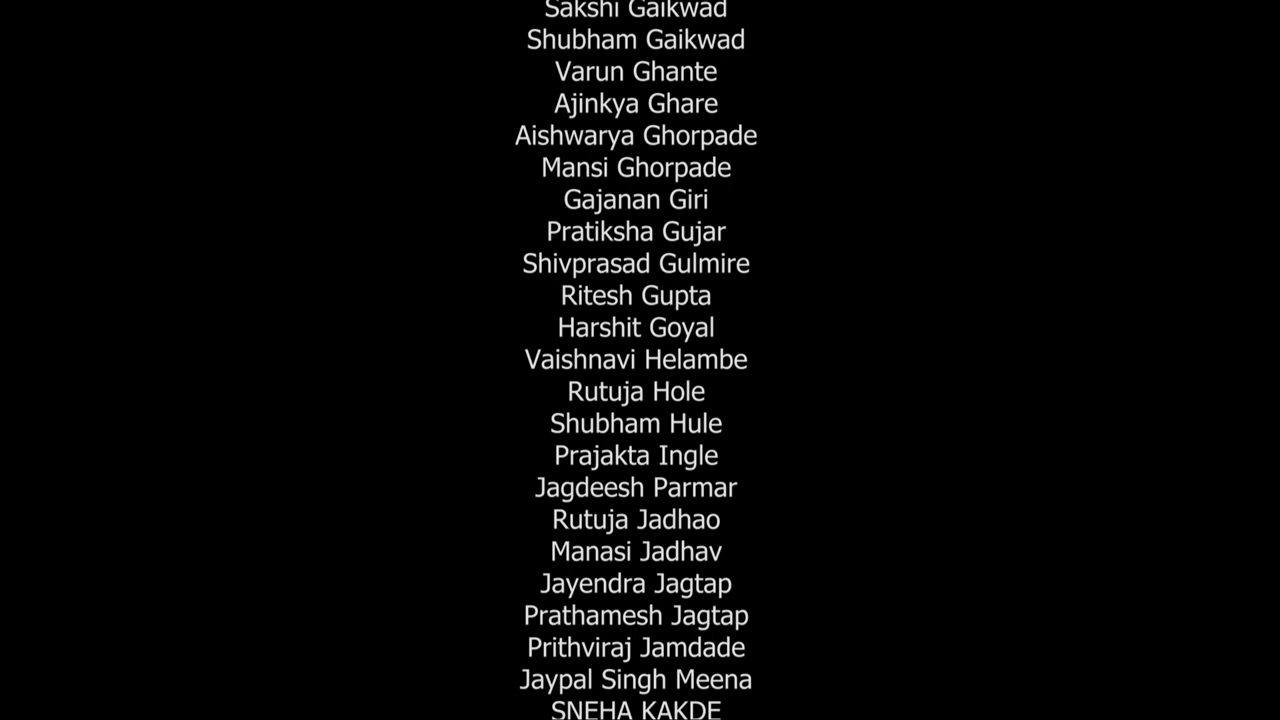 Sakshi Gaikwad
Shubham Gaikwad
Varun Ghante
Ajinkya Ghare
Aishwarya Ghorpade
Mansi Ghorpade
Gajanan Giri
Pratiksha Gujar
Shivprasad Gulmire
Ritesh Gupta
Harshit Goyal
Vaishnavi Helambe
Rutuja Hole
Shubham Hule
Prajakta Ingle
Jagdeesh Parmar
Rutuja Jadhao
Manasi Jadhav
Jayendra Jagtap
Prathamesh Jagtap
Prithviraj Jamdade
Jaypal Singh Meena
SNEHA KAKDE